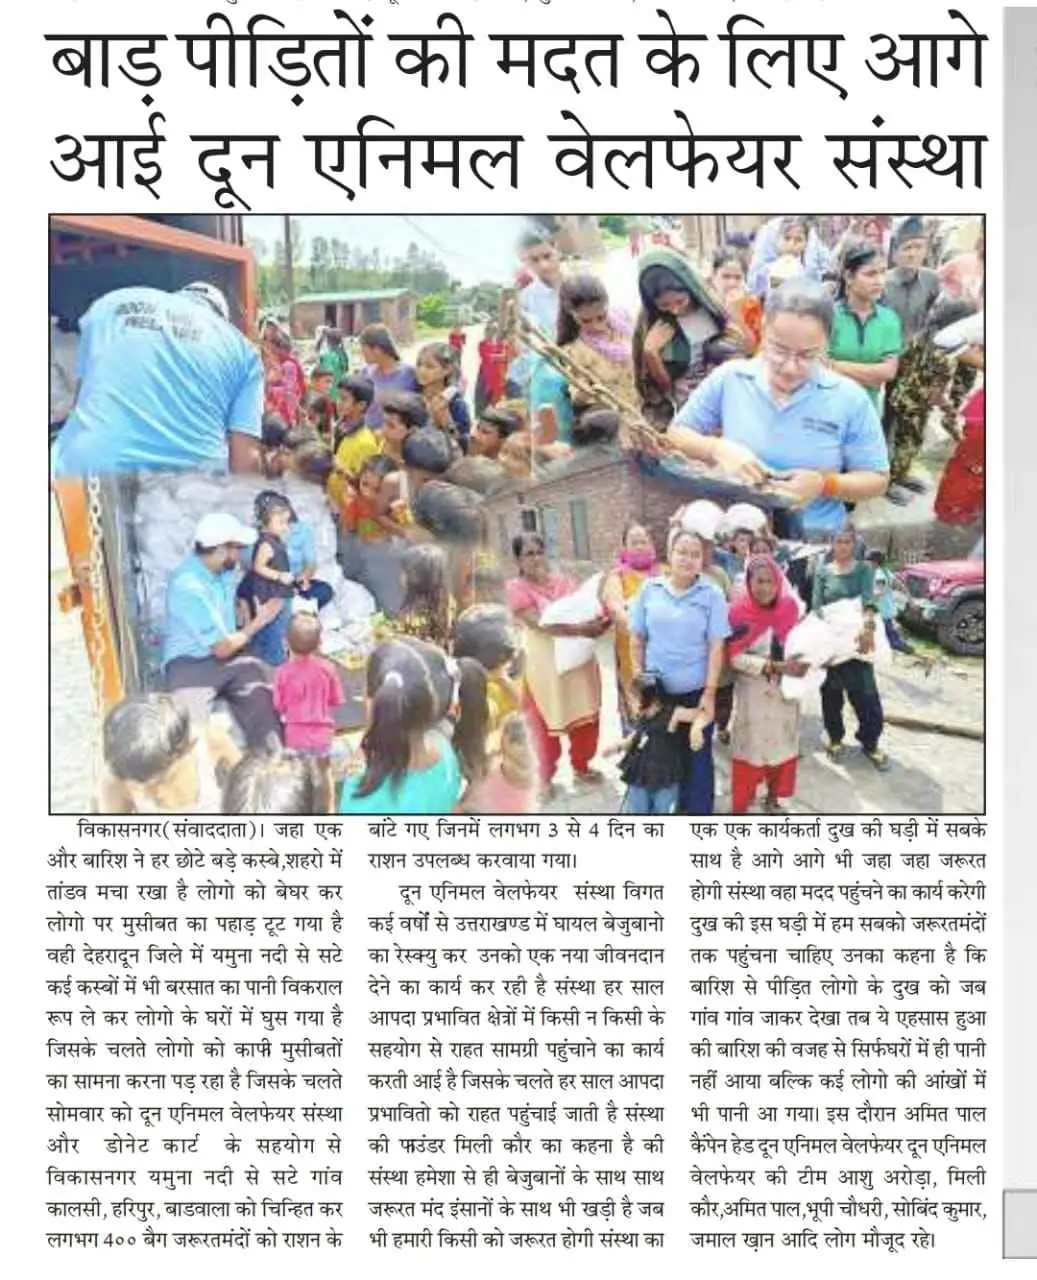 बाड़ पीड़ितों की मदत के लिए आगे
आई दून एनिमल वेलफेयर संस्था
विकासनगर(संवाददाता)। जहा एक
और बारिश ने हर छोटे बड़े कस्बे,शहरो में
तांडव मचा रखा है लोगो को बेघर कर
लोगो पर मुसीबत का पहाड़ टूट गया है
वही देहरादून जिले में यमुना नदी से सटे
कई कस्बों में भी बरसात का पानी विकराल
रूप ले कर लोगो के घरों में घुस गया है
जिसके चलते लोगो को काफी मुसीबतों
का सामना करना पड़ रहा है जिसके चलते
सोमवार को दून एनिमल वेलफेयर संस्था
और डोनेट कार्ट के सहयोग से
विकासनगर यमुना नदी से सटे गांव
कालसी, हरिपुर, बाडवाला को चिन्हित कर
लगभग 4०० बैग जरूरतमंदों को राशन के
बांटे गए जिनमें लगभग 3 से 4 दिन का
राशन उपलब्ध करवाया गया।
दून एनिमल वेलफेयर संस्था विगत
कई वर्षों से उत्तराखण्ड में घायल बेजुबानो
का रेस्क्यु कर उनको एक नया जीवनदान
देने का कार्य कर रही है संस्था हर साल
आपदा प्रभावित क्षेत्रों में किसी न किसी के
सहयोग से राहत सामग्री पहुंचाने का कार्य
करती आई है जिसके चलते हर साल आपदा
प्रभावितो को राहत पहुंचाई जाती है संस्था
की फाउंडर मिली कौर का कहना है की
संस्था हमेशा से ही बेजुबानों के साथ साथ
जरूरत मंद इंसानों के साथ भी खड़ी है जब
भी हमारी किसी को जरूरत होगी संस्था का
एक एक कार्यकर्ता दुख की घड़ी में सबके
साथ है आगे आगे भी जहा जहा जरूरत
होगी संस्था वहा मदद पहुंचने का कार्य करेगी
दुख की इस घड़ी में हम सबको जरूरतमंदों
तक पहुंचना चाहिए उनका कहना है कि
बारिश से पीड़ित लोगो के दुख को जब
गांव गांव जाकर देखा तब ये एहसास हुआ
की बारिश की वजह से सिर्फघरों में ही पानी
नहीं आया बल्कि कई लोगो की आंखों में
भी पानी आ गया। इस दौरान अमित पाल
कैंपेन हेड दून एनिमल वेलफेयर दून एनिमल
वेलफेयर की टीम आशु अरोड़ा, मिली
कौर,अमित पाल,भूपी चौधरी, सोबिंद कुमार,
जमाल खान आदि लोग मौजूद रहे।